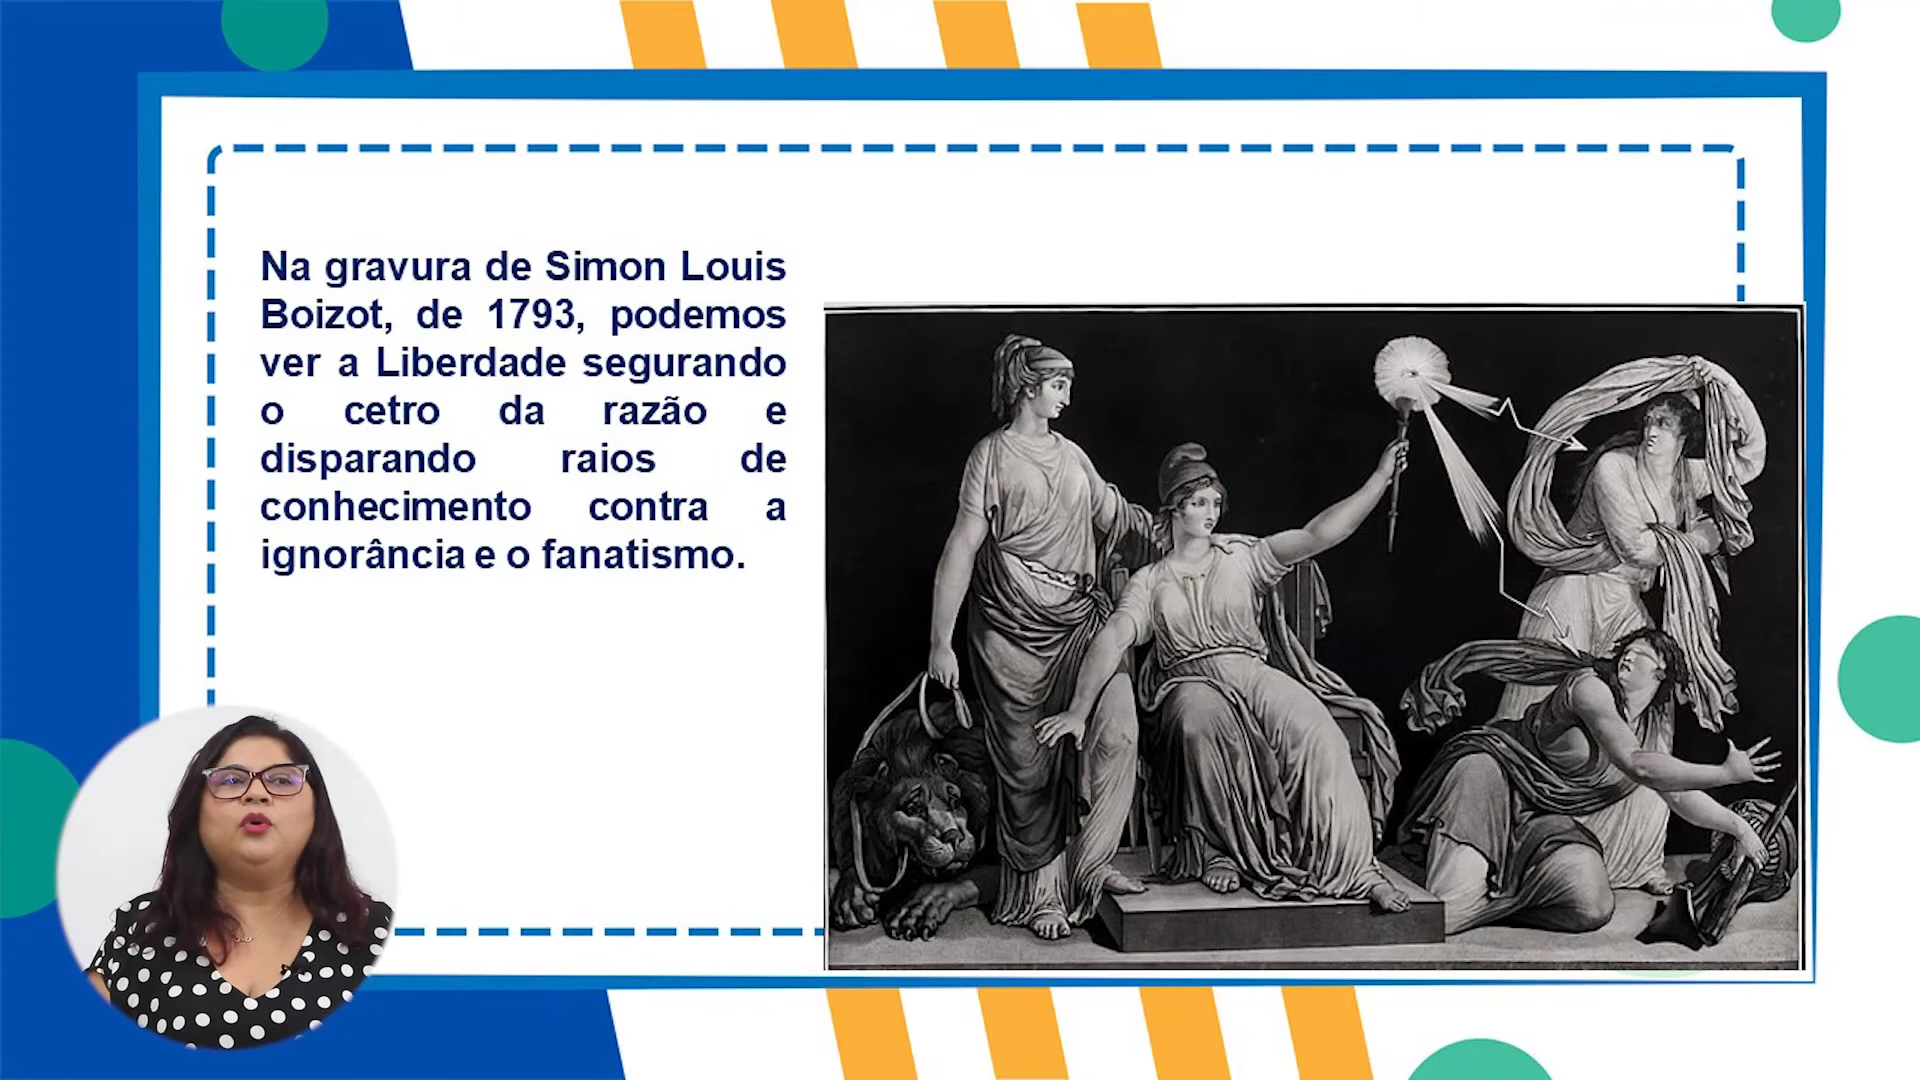 Na gravura de Simon Louis
Boizot, de 1793, podemos
ver a Liberdade segurando
o cetro da razão e
disparando raios de
conhecimento contra a
ignorância e o fanatismo.